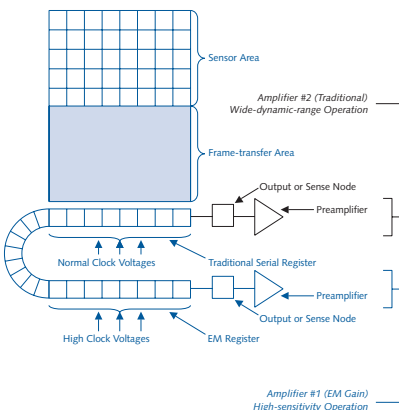 Sensor Area
Amplifier #2 (Traditional)
Wide-dynamic-range Operation
Frame-transfer Area
Output or Sense Node
Preamplifier
Normal Clock Voltages
Traditional Serial Register
Preamplifier
Output or Sense Node
High Clock Voltages
EM Register
Amplifier #1 (EM Gain)
High-sensitivity Operation